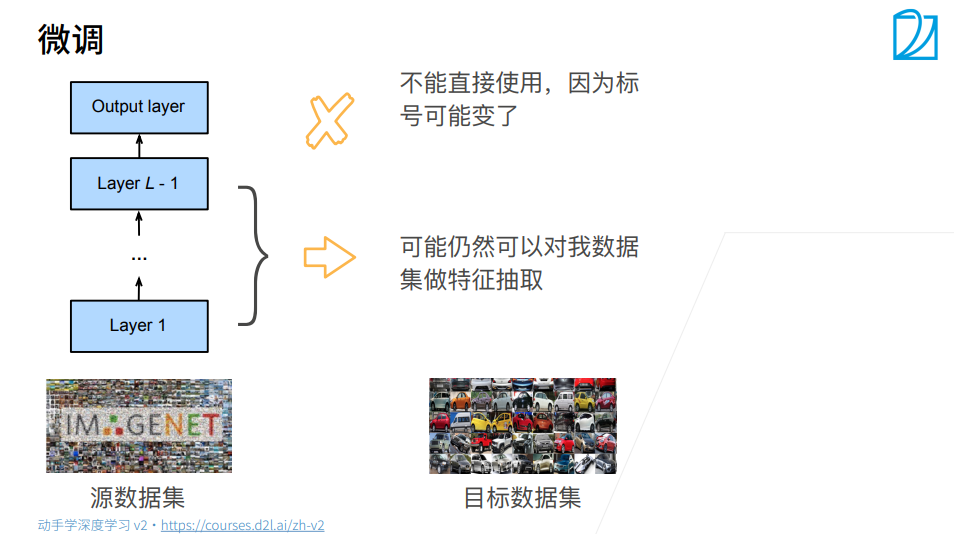 微调
Output layer
不能直接使用，因为标
号可能变了
Layer L - 1
...
可能仍然可以对我数据
集做特征抽取
Layer 1
IMAGENET
源数据集
目标数据集
动手学深度学习 v2 • https://courses.d2l.ai/zh-v2